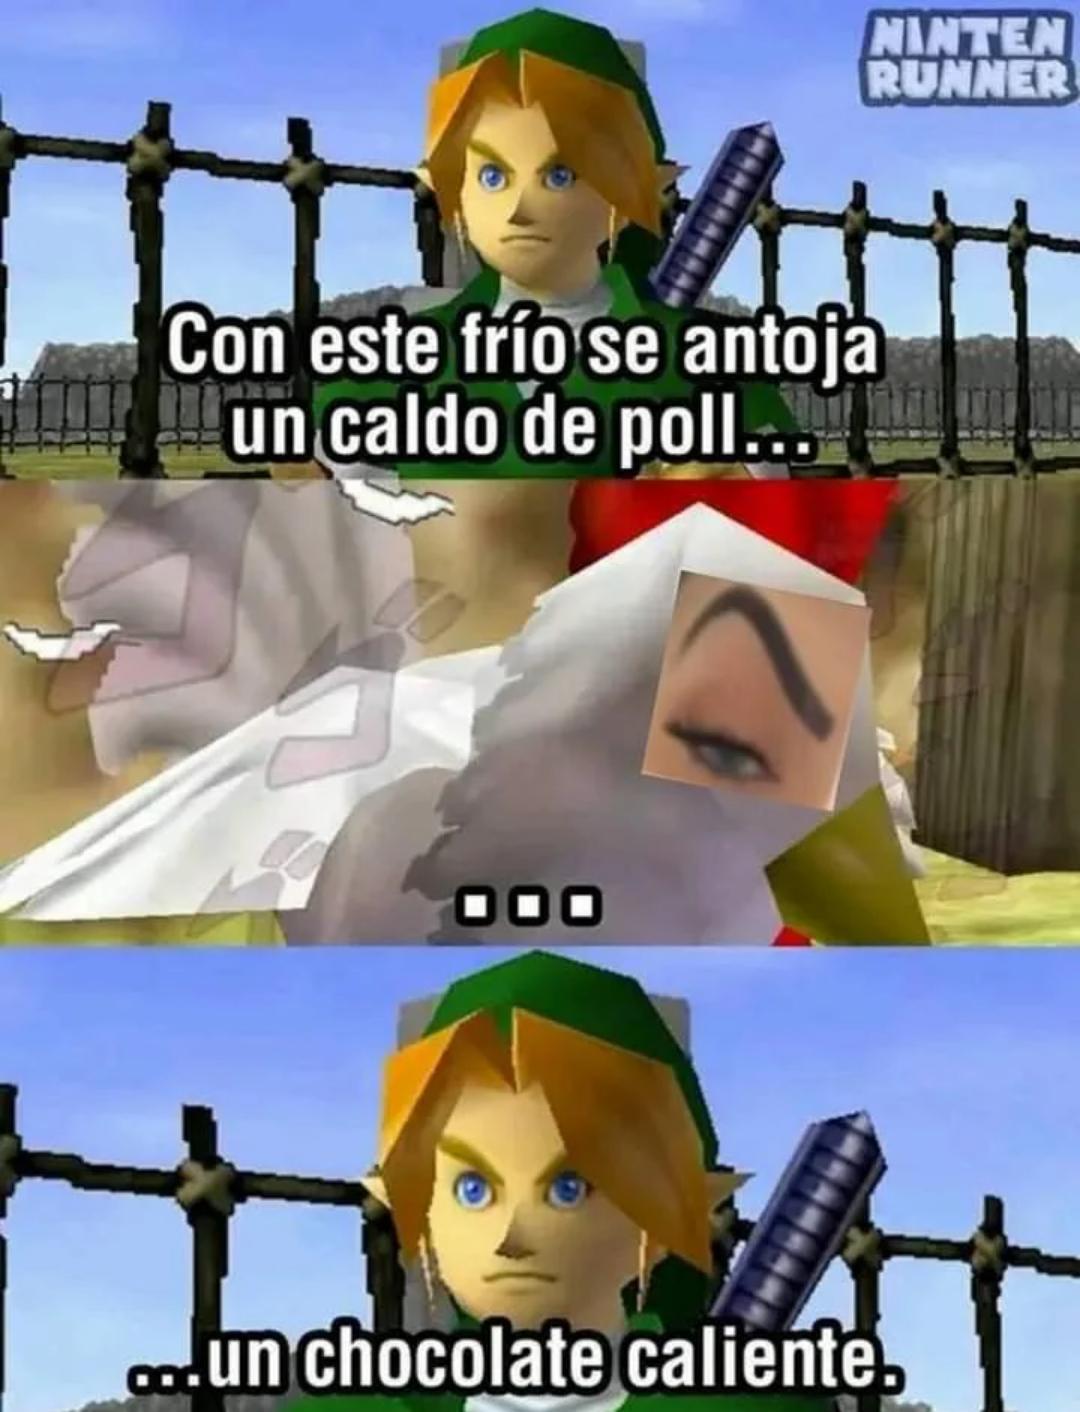 NINTEN
RUNNER
Con este frío se antoja
un caldo de poll...
...
...un chocolate caliente.